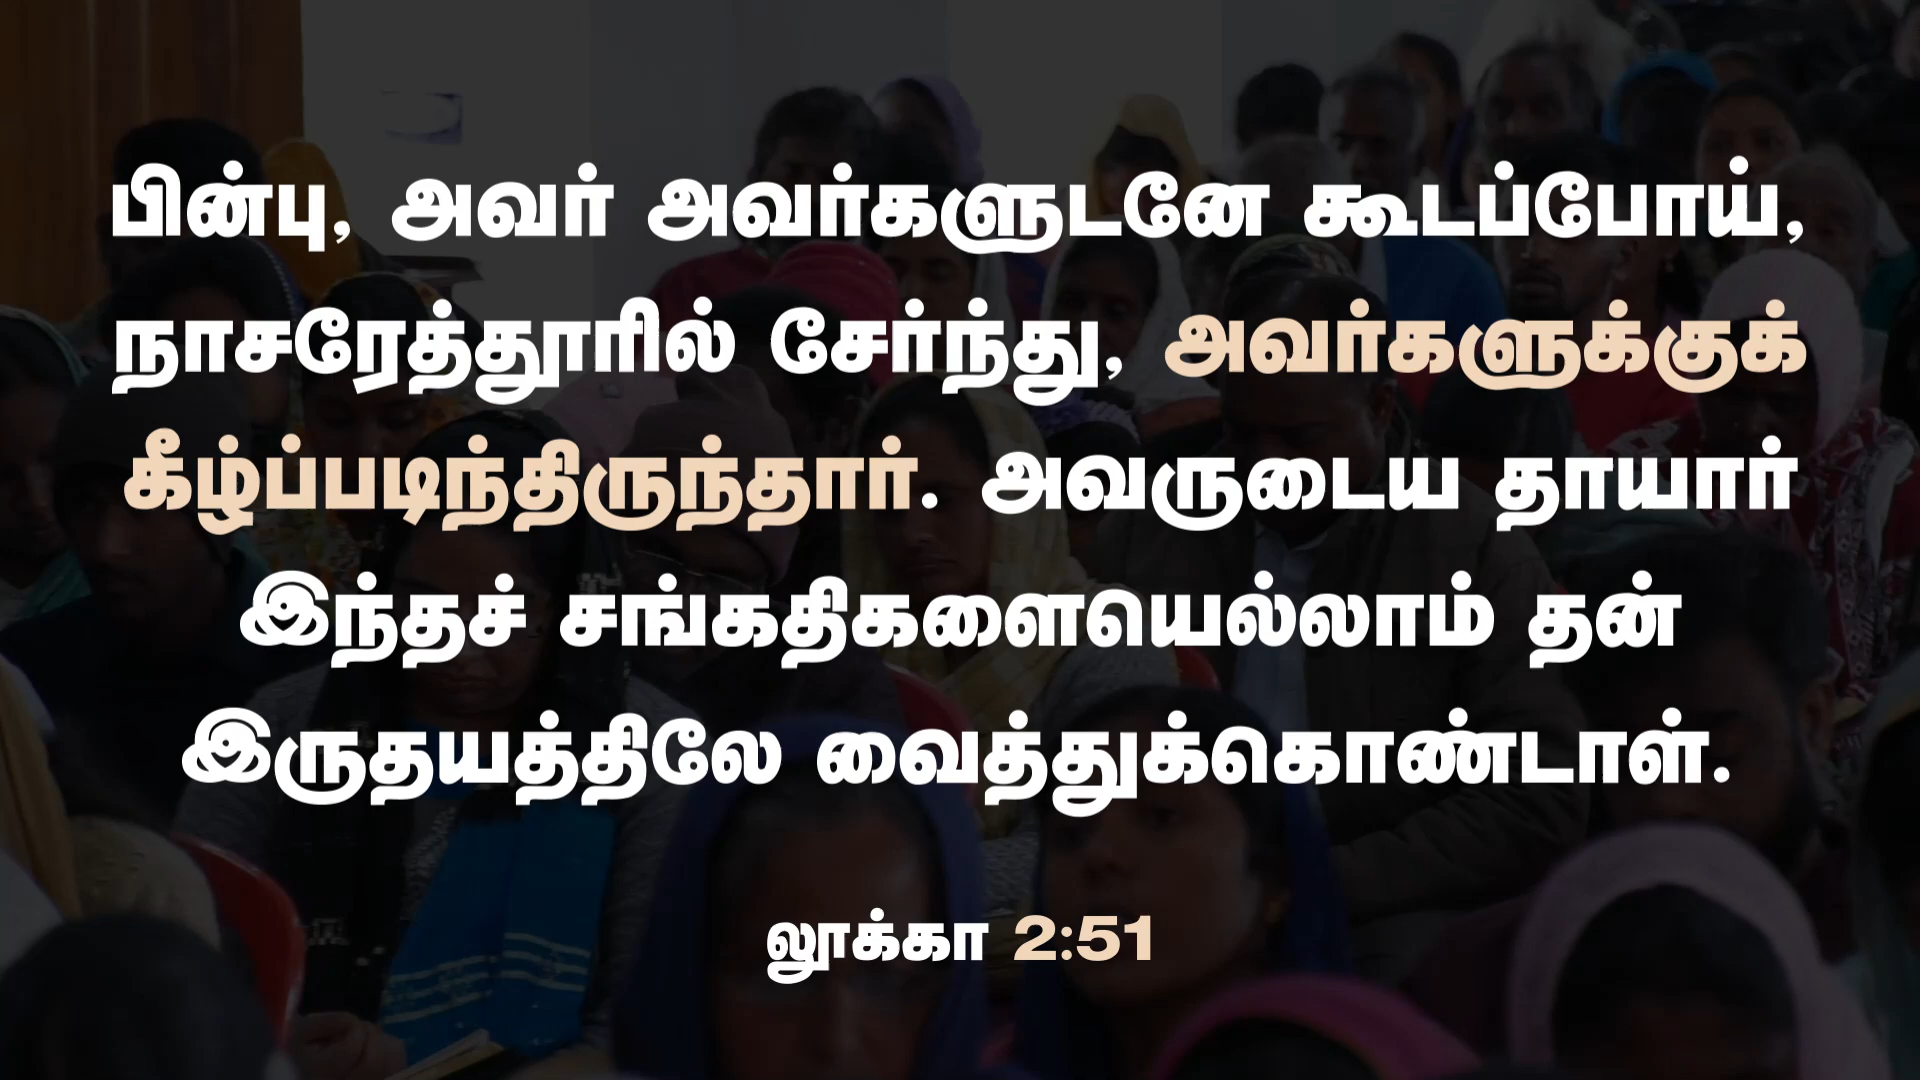 பின்பு, அவர் அவர்களுடனே கூடப்போய்,
நாசரேத்தூரில் சேர்ந்து, அவர்களுக்குக்
கீழ்ப்படிந்திருந்தார். அவருடைய தாயார்
இந்தச் சங்கதிகளையெல்லாம் தன்
இருதயத்திலே வைத்துக்கொண்டாள்.
லூக்கா 2:51